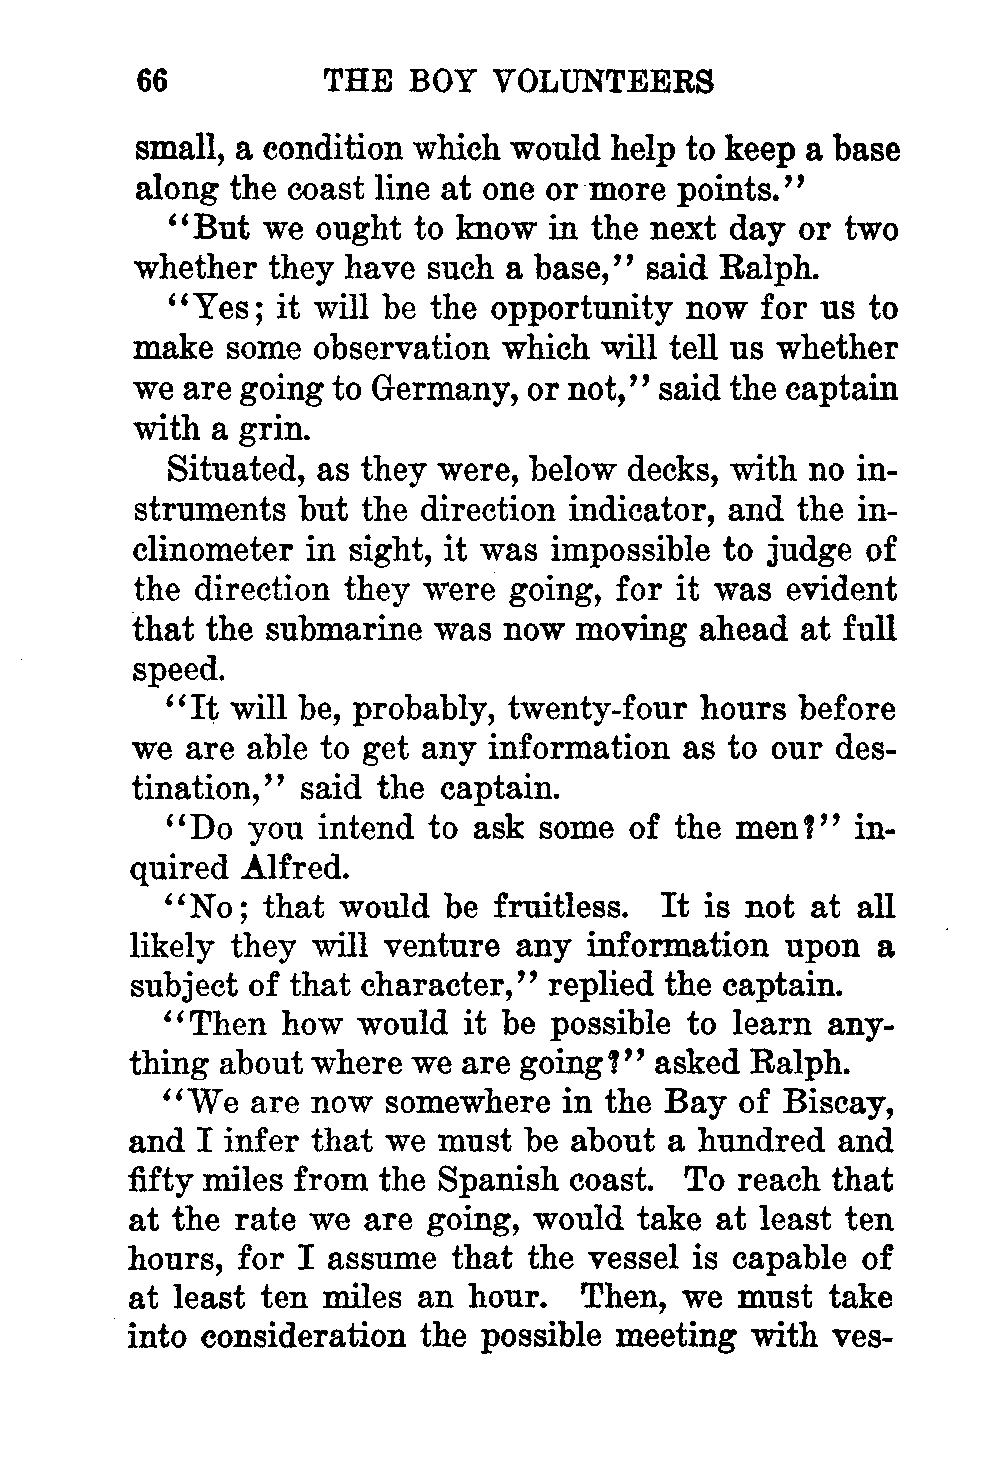 66 THE BOY VOLUNTEERS
small, a condition which would help to keep a base
along the coast line at one or more points."
"But we ought to know in the next day or two
whether they have such a base," said Ralph.
"Yes; it will be the opportunity now for us to
make some observation which will tell us whether
we are going to Germany, or not," said the captain
with a grin.
Situated, as they were, below decks, with no in-
struments but the direction indicator, and the in-
clinometer in sight, it was impossible to judge of
the direction they were going, for it was evident
that the submarine was now moving ahead at full
speed.
"It will be, probably, twenty-four hours before
we are able to get any information as to our des-
tination," said the captain.
"Do you intend to ask some of the men?" in-
quired Alfred.
"No; that would be fruitless. It is not at all
likely they will venture any information upon a
subject of that character," replied the captain.
"Then how would it be possible to learn any-
thing about where we are going?" asked Ralph.
"We are now somewhere in the Bay of Biscay,
and I infer that we must be about a hundred and
fifty miles from the Spanish coast. To reach that
at the rate we are going, would take at least ten
hours, for I assume that the vessel is capable of
at least ten miles an hour. Then, we must take
into consideration the possible meeting with ves-